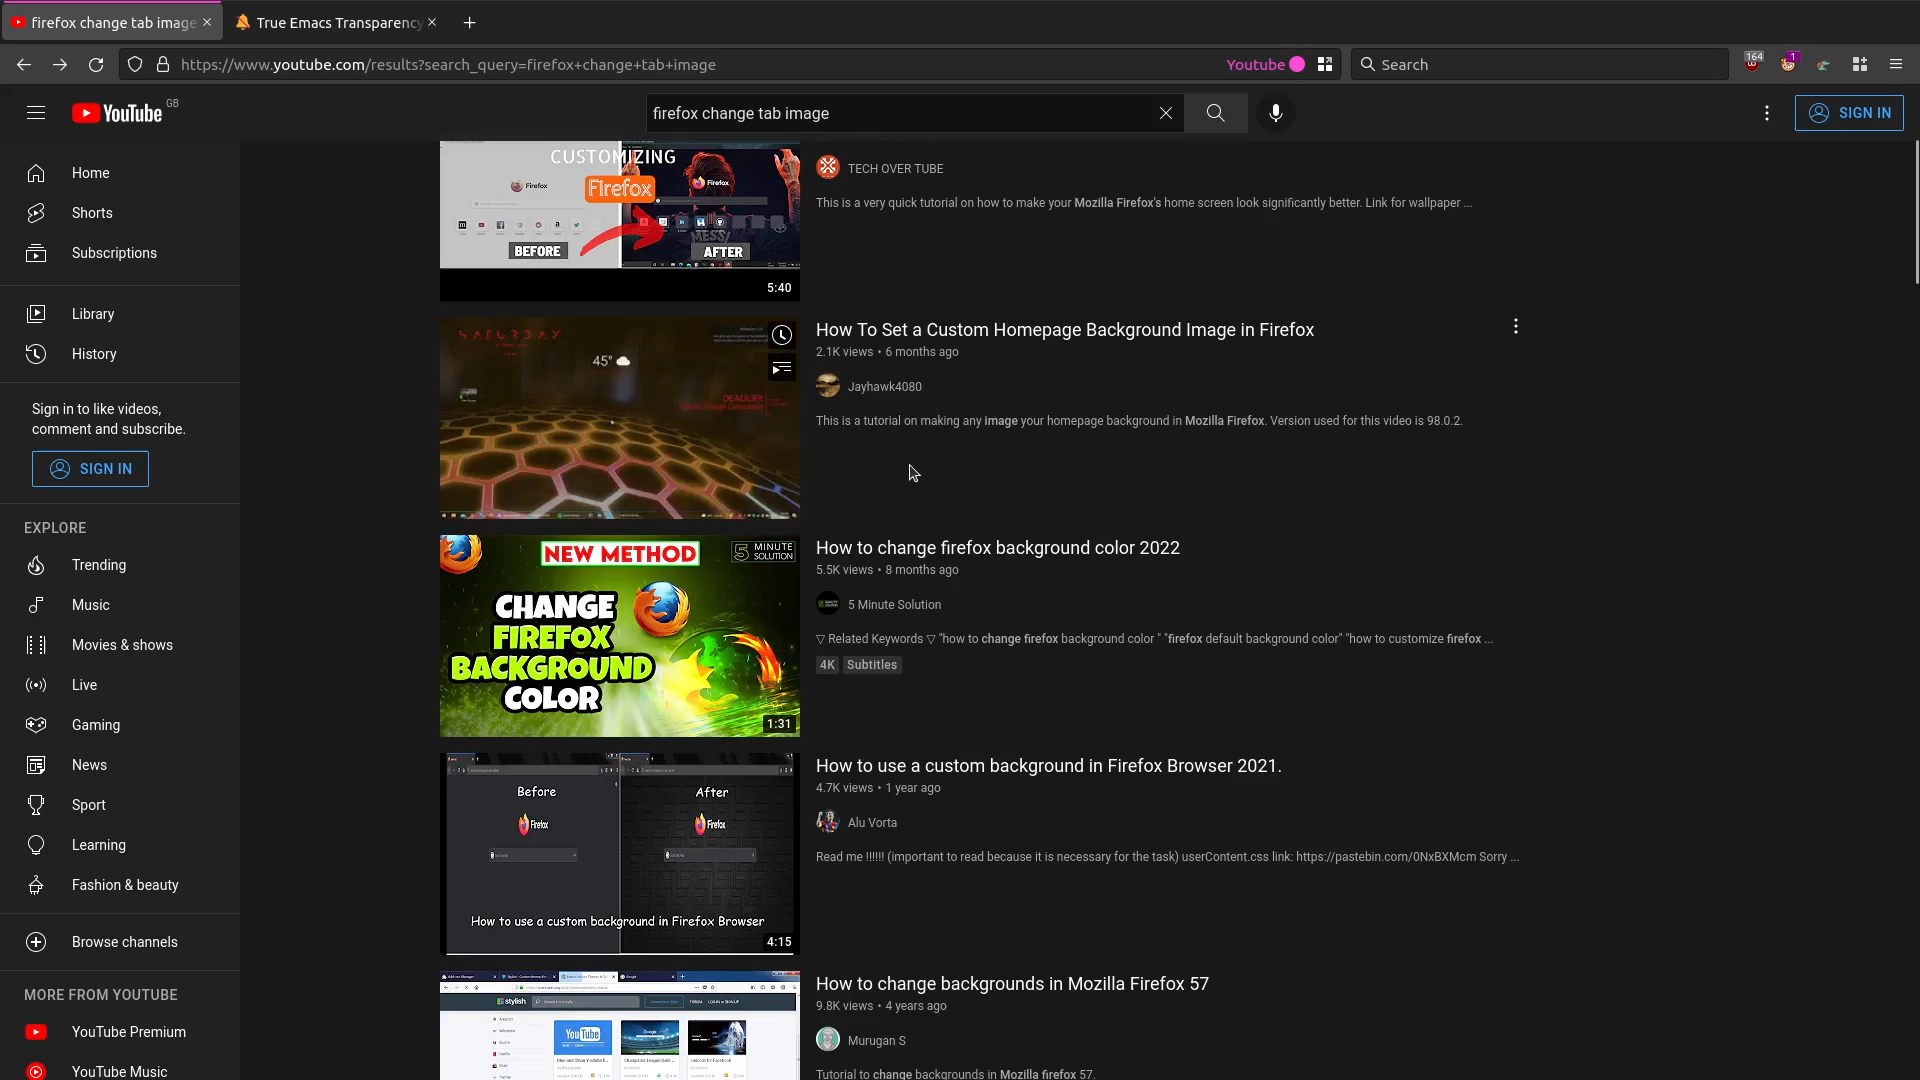 firefox change tab image
True Emacs Transparency
https://www.youtube.com/results?search_query=firefox+change+tab+image
Youtube
Search
164
1
YouTube
GB
firefox change tab image
SIGN IN
Home
Shorts
Subscriptions
Library
History
Sign in to like videos,
comment and subscribe.
SIGN IN
EXPLORE
Trending
Music
Movies & shows
Live
Gaming
News
Sport
Learning
Fashion & beauty
Browse channels
MORE FROM YOUTUBE
YouTube Premium
YouTube Music
CUSTOMIZING
Firefox
Firefox
Firefox
BEFORE
AFTER
5:40
TECH OVER TUBE
This is a very quick tutorial on how to make your Mozilla Firefox's home screen look significantly better. Link for wallpaper ...
SATURDAY
45°
DEADLIFE
How To Set a Custom Homepage Background Image in Firefox
2.1K views • 6 months ago
Jayhawk4080
This is a tutorial on making any image your homepage background in Mozilla Firefox. Version used for this video is 98.0.2.
NEW METHOD
5 MINUTE
SOLUTION
CHANGE
FIREFOX
BACKGROUND
COLOR
1:31
How to change firefox background color 2022
5.5K views • 8 months ago
5 Minute Solution
▽ Related Keywords ▽ "how to change firefox background color " "firefox default background color" "how to customize firefox ...
4K
Subtitles
Before
After
Firefox
Firefox
How to use a custom background in Firefox Browser
4:15
How to use a custom background in Firefox Browser 2021.
4.7K views • 1 year ago
Alu Vorta
Read me !!!!!! (important to read because it is necessary for the task) userContent.css link: https://pastebin.com/0NxBXMcm Sorry ...
stylish
YouTube
Google
How to change backgrounds in Mozilla Firefox 57
9.8K views • 4 years ago
Murugan S
Tutorial to change backgrounds in Mozilla firefox 57.